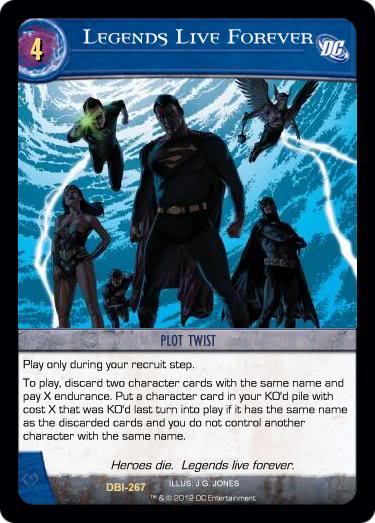 4
LEGENDS LIVE FOREVER
DC
PLOT TWIST
Play only during your recruit step.
To play, discard two character cards with the same name and
pay X endurance. Put a character card in your KO'd pile with
cost X that was KO'd last turn into play if it has the same name
as the discarded cards and you do not control another
character with the same name.
Heroes die. Legends live forever.
DBI-267
ILLUS: J.G. JONES
™ & © 2012 DC Entertainment